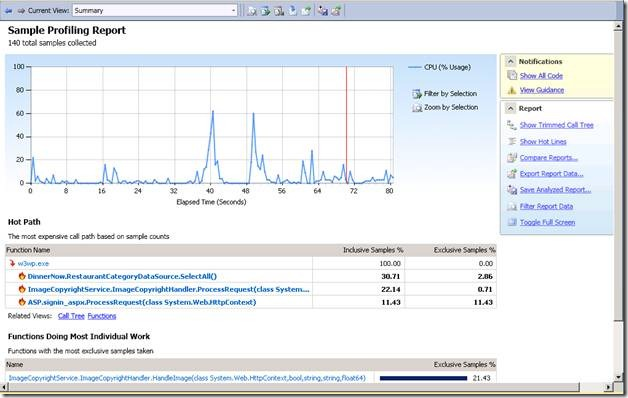 Current View: Summary
Sample Profiling Report
140 total samples collected
100
80
60
40
20
0
0 8 16 24 32 40 48 56 64 72 80
Elapsed Time (Seconds)
CPU (% Usage)
Filter by Selection
Zoom by Selection
Notifications
Show All Code
View Guidance
Report
Show Trimmed Call Tree
Show Hot Lines
Compare Reports...
Export Report Data...
Save Analyzed Report...
Filter Report Data
Toggle Full Screen
Hot Path
The most expensive call path based on sample counts
Function Name Inclusive Samples % Exclusive Samples %
w3wp.exe 100.00 0.00
DinnerNow.RestaurantCategoryDataSource.SelectAll() 30.71 2.86
ImageCopyrightService.ImageCopyrightHandler.ProcessRequest(class System.... 22.14 0.71
ASP.signin_aspx.ProcessRequest(class System.Web.HttpContext) 11.43 11.43
Related Views: Call Tree Functions
Functions Doing Most Individual Work
Functions with the most exclusive samples taken
Name Exclusive Samples %
ImageCopyrightService.ImageCopyrightHandler.HandleImage(class System.Web.HttpContext,bool,string,string,float64) 21.43